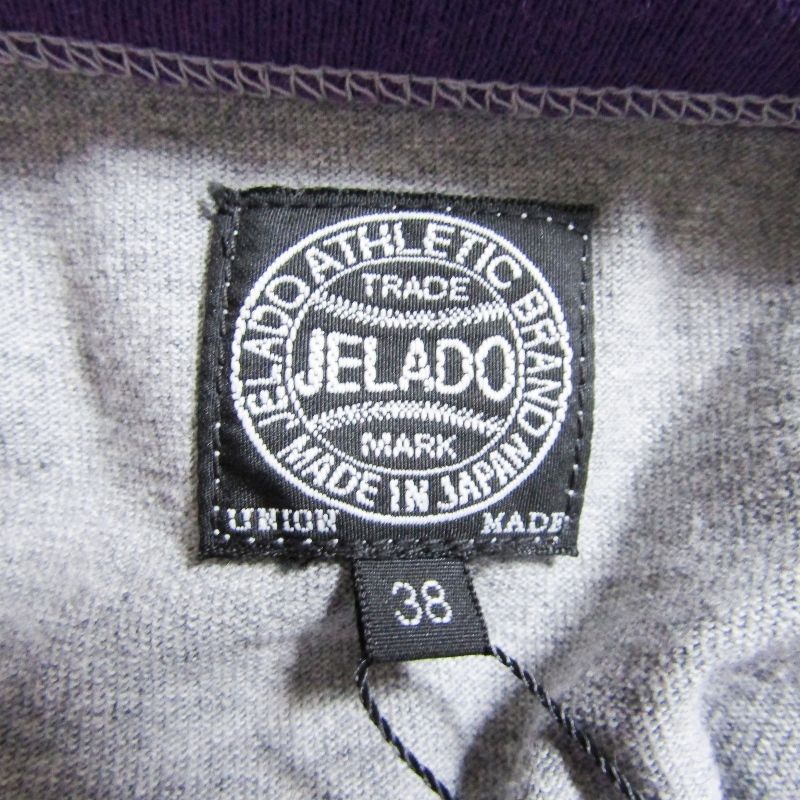 JELADO ATHLETIC BRAND
TRADE
JELADO
MARK
MADE IN JAPAN
UNION MADE
38